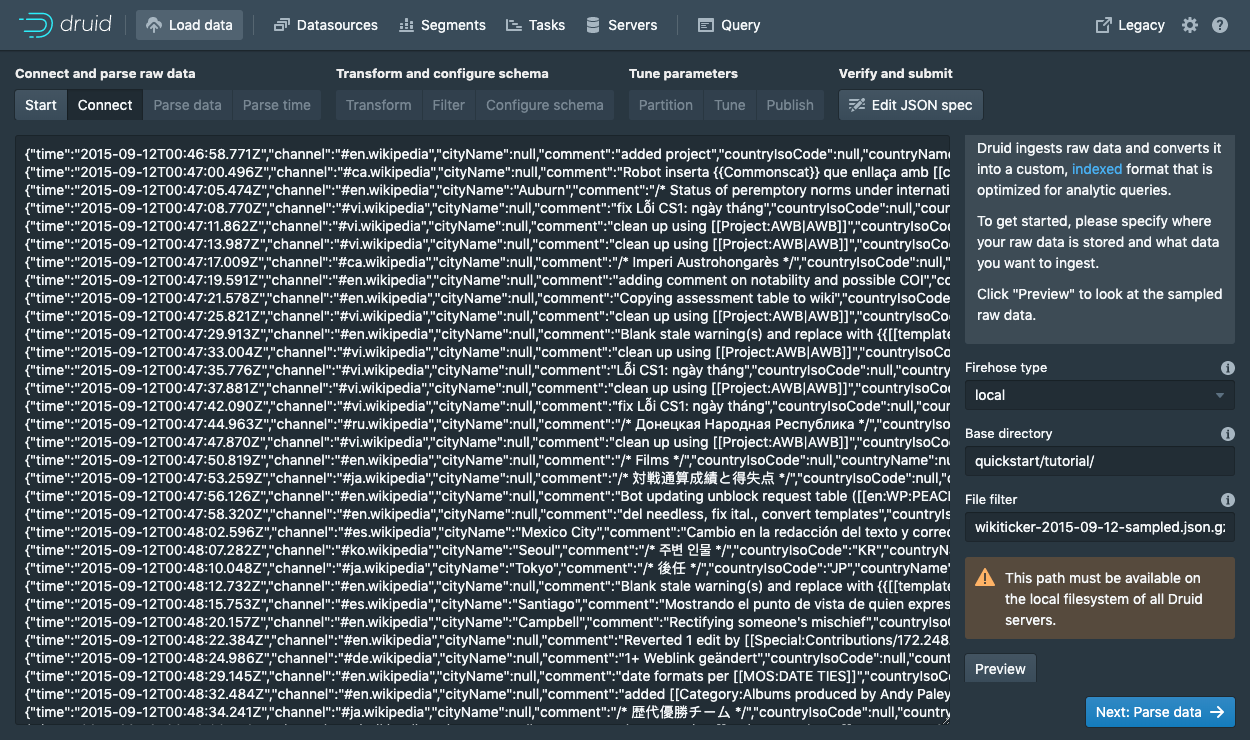 druid
Load data
Datasources
Segments
Tasks
Servers
Query
Legacy
Connect and parse raw data
Transform and configure schema
Tune parameters
Verify and submit
Start
Connect
Parse data
Parse time
Transform
Filter
Configure schema
Partition
Tune
Publish
Edit JSON spec
{"time":"2015-09-12T00:46:58.771Z","channel":"#en.wikipedia","cityName":null,"comment":"added project","countryIsoCode":null,"countryName
{"time":"2015-09-12T00:47:00.496Z","channel":"#ca.wikipedia","cityName":null,"comment":"Robot inserta {{Commonscat}} que enllaça amb [[c
{"time":"2015-09-12T00:47:05.474Z","channel":"#en.wikipedia","cityName":"Auburn","comment":"/* Status of peremptory norms under internati
{"time":"2015-09-12T00:47:08.770Z","channel":"#vi.wikipedia","cityName":null,"comment":"fix Lỗi CS1: ngày tháng","countryIsoCode":null,"coun
{"time":"2015-09-12T00:47:11.862Z","channel":"#vi.wikipedia","cityName":null,"comment":"clean up using [[Project:AWB|AWB]]","countryIsoCo
{"time":"2015-09-12T00:47:13.987Z","channel":"#vi.wikipedia","cityName":null,"comment":"clean up using [[Project:AWB|AWB]]","countryIsoCo
{"time":"2015-09-12T00:47:17.009Z","channel":"#ca.wikipedia","cityName":null,"comment":"/* Imperi Austrohongarès */","countryIsoCode":null,"
{"time":"2015-09-12T00:47:19.591Z","channel":"#en.wikipedia","cityName":null,"comment":"adding comment on notability and possible COI","co
{"time":"2015-09-12T00:47:21.578Z","channel":"#en.wikipedia","cityName":null,"comment":"Copying assessment table to wiki","countryIsoCode
{"time":"2015-09-12T00:47:25.821Z","channel":"#vi.wikipedia","cityName":null,"comment":"clean up using [[Project:AWB|AWB]]","countryIsoCo
{"time":"2015-09-12T00:47:29.913Z","channel":"#en.wikipedia","cityName":null,"comment":"Blank stale warning(s) and replace with {{[[template
{"time":"2015-09-12T00:47:33.004Z","channel":"#vi.wikipedia","cityName":null,"comment":"clean up using [[Project:AWB|AWB]]","countryIsoCo
{"time":"2015-09-12T00:47:35.776Z","channel":"#vi.wikipedia","cityName":null,"comment":"Lỗi CS1: ngày tháng","countryIsoCode":null,"country
{"time":"2015-09-12T00:47:37.881Z","channel":"#vi.wikipedia","cityName":null,"comment":"clean up using [[Project:AWB|AWB]]","countryIsoCo
{"time":"2015-09-12T00:47:42.090Z","channel":"#vi.wikipedia","cityName":null,"comment":"fix Lỗi CS1: ngày tháng","countryIsoCode":null,"coun
{"time":"2015-09-12T00:47:44.963Z","channel":"#ru.wikipedia","cityName":null,"comment":"/* Донецкая Народная Республика */","countryIso
{"time":"2015-09-12T00:47:47.870Z","channel":"#vi.wikipedia","cityName":null,"comment":"clean up using [[Project:AWB|AWB]]","countryIsoCo
{"time":"2015-09-12T00:47:50.819Z","channel":"#en.wikipedia","cityName":null,"comment":"/* Films */","countryIsoCode":null,"countryName":nu
{"time":"2015-09-12T00:47:53.259Z","channel":"#ja.wikipedia","cityName":null,"comment":"/* 対戦通算成績と得失点 */","countryIsoCode":null,"c
{"time":"2015-09-12T00:47:56.126Z","channel":"#en.wikipedia","cityName":null,"comment":"Bot updating unblock request table ([[en:WP:PEACI
{"time":"2015-09-12T00:47:58.320Z","channel":"#en.wikipedia","cityName":null,"comment":"del needless, fix ital., convert templates","countryIs
{"time":"2015-09-12T00:48:02.596Z","channel":"#es.wikipedia","cityName":"Mexico City","comment":"Cambio en la redacción del texto y correc
{"time":"2015-09-12T00:48:07.282Z","channel":"#ko.wikipedia","cityName":"Seoul","comment":"/* 주변 인물 */","countryIsoCode":"KR","countryNa
{"time":"2015-09-12T00:48:10.048Z","channel":"#ja.wikipedia","cityName":"Tokyo","comment":"/* 後任 */","countryIsoCode":"JP","countryName"
{"time":"2015-09-12T00:48:12.732Z","channel":"#en.wikipedia","cityName":null,"comment":"Blank stale warning(s) and replace with {{[[template
{"time":"2015-09-12T00:48:15.753Z","channel":"#es.wikipedia","cityName":"Santiago","comment":"Mostrando el punto de vista de quien expres
{"time":"2015-09-12T00:48:20.157Z","channel":"#en.wikipedia","cityName":"Campbell","comment":"Rectifying someone's mischief","countryIsoC
{"time":"2015-09-12T00:48:22.384Z","channel":"#en.wikipedia","cityName":null,"comment":"Reverted 1 edit by [[Special:Contributions/172.248
{"time":"2015-09-12T00:48:24.986Z","channel":"#de.wikipedia","cityName":null,"comment":"1+ Weblink geändert","countryIsoCode":null,"count
{"time":"2015-09-12T00:48:29.145Z","channel":"#en.wikipedia","cityName":null,"comment":"date formats per [[MOS:DATE TIES]]","countryIsoC
{"time":"2015-09-12T00:48:32.484Z","channel":"#en.wikipedia","cityName":null,"comment":"added [[Category:Albums produced by Andy Paley
{"time":"2015-09-12T00:48:34.241Z","channel":"#ja.wikipedia","cityName":null,"comment":"/* 歴代優勝チーム */","countryIsoCode":null,"country
Druid ingests raw data and converts it
into a custom, indexed format that is
optimized for analytic queries.
To get started, please specify where
your raw data is stored and what data
you want to ingest.
Click "Preview" to look at the sampled
raw data.
Firehose type
local
Base directory
quickstart/tutorial/
File filter
wikiticker-2015-09-12-sampled.json.gz
This path must be available on
the local filesystem of all Druid
servers.
Preview
Next: Parse data